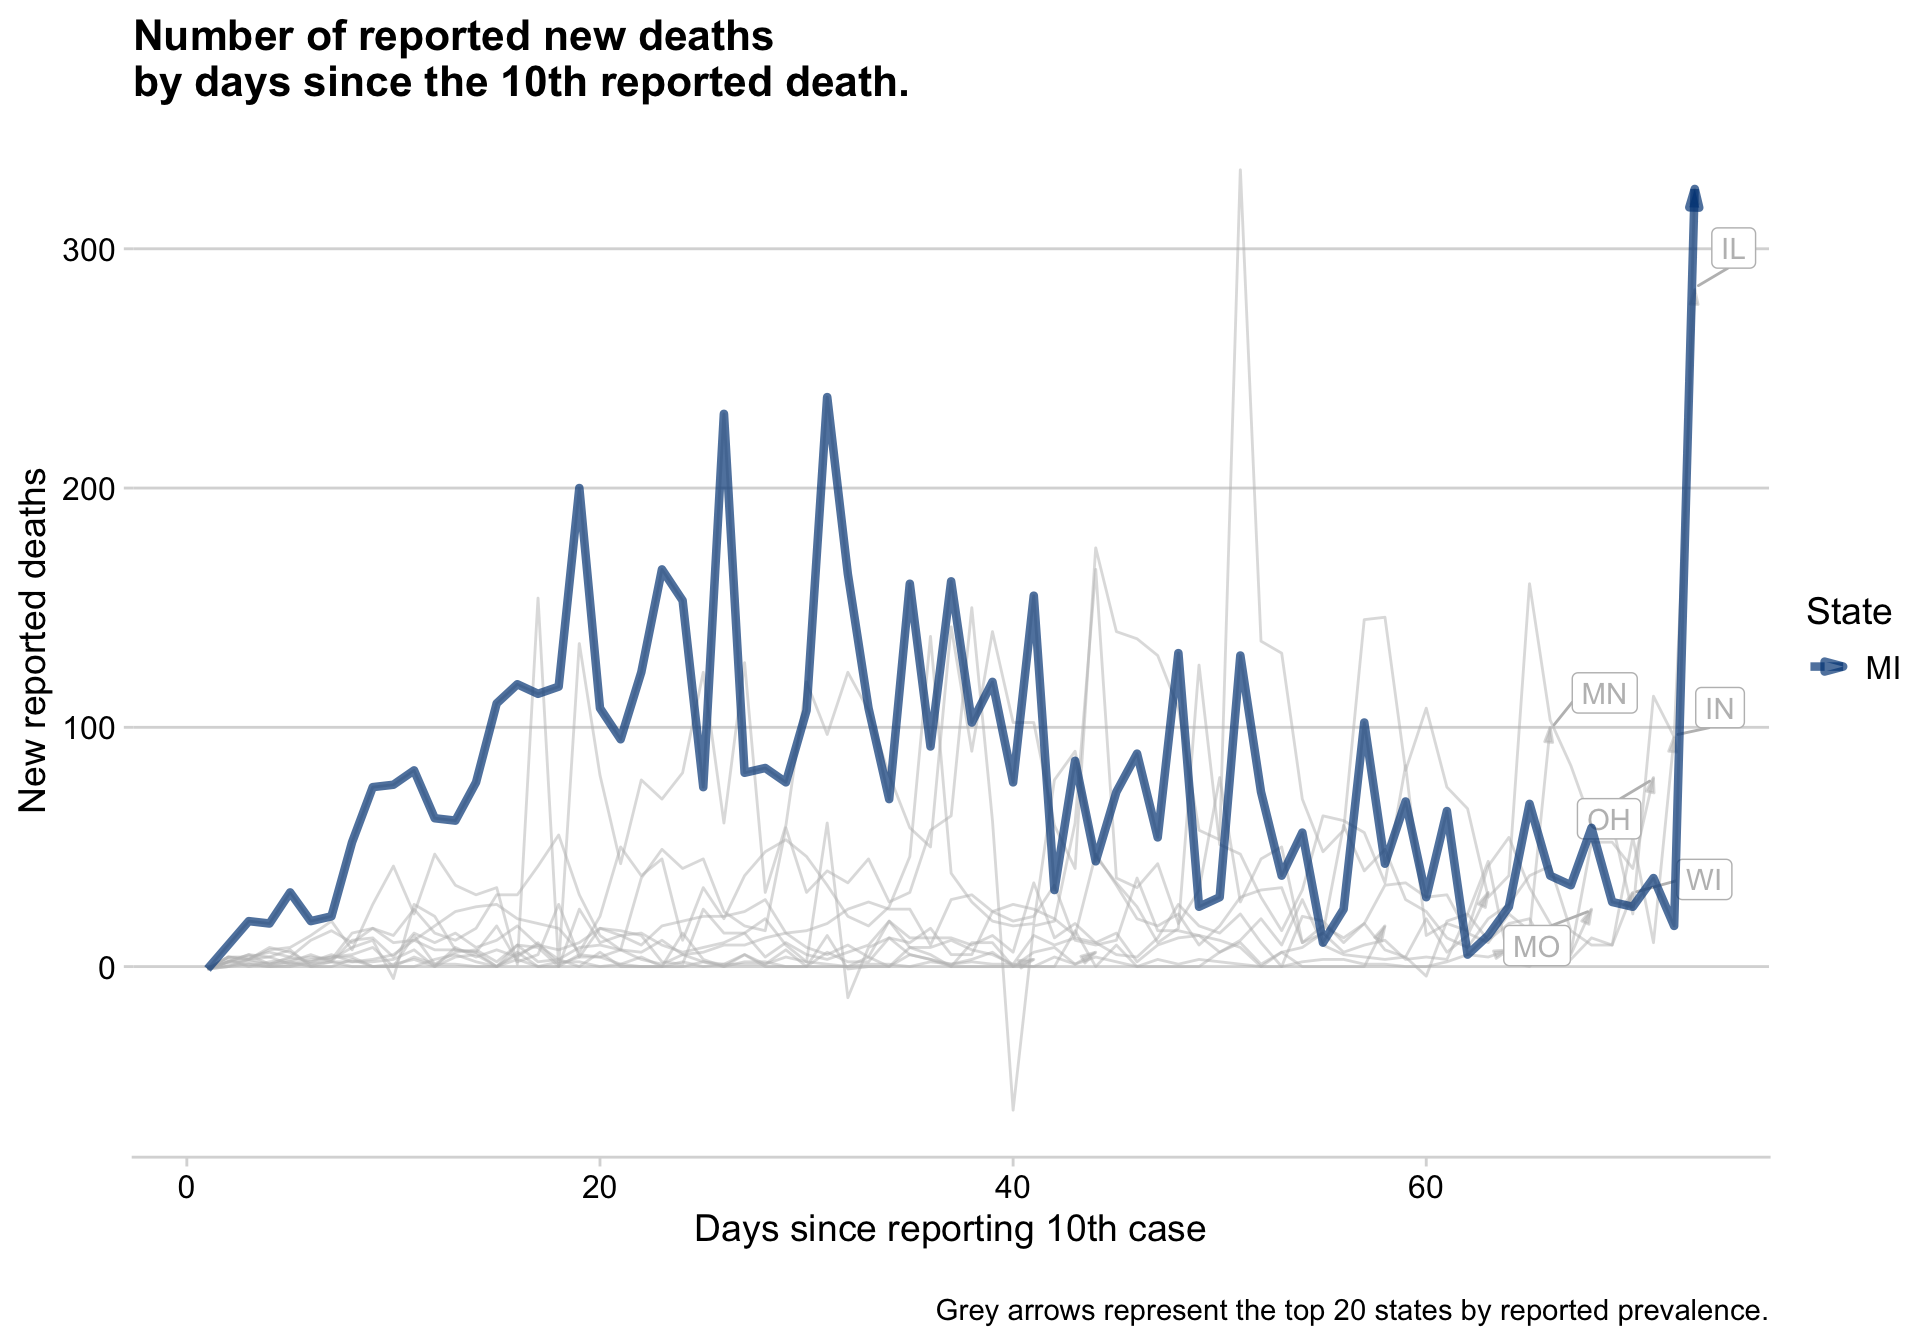 Number of reported new deaths
by days since the 10th reported death.
New reported deaths
300
200
100
0
IL
MN
IN
OH
WI
MO
State
MI
0
20
40
60
Days since reporting 10th case
Grey arrows represent the top 20 states by reported prevalence.